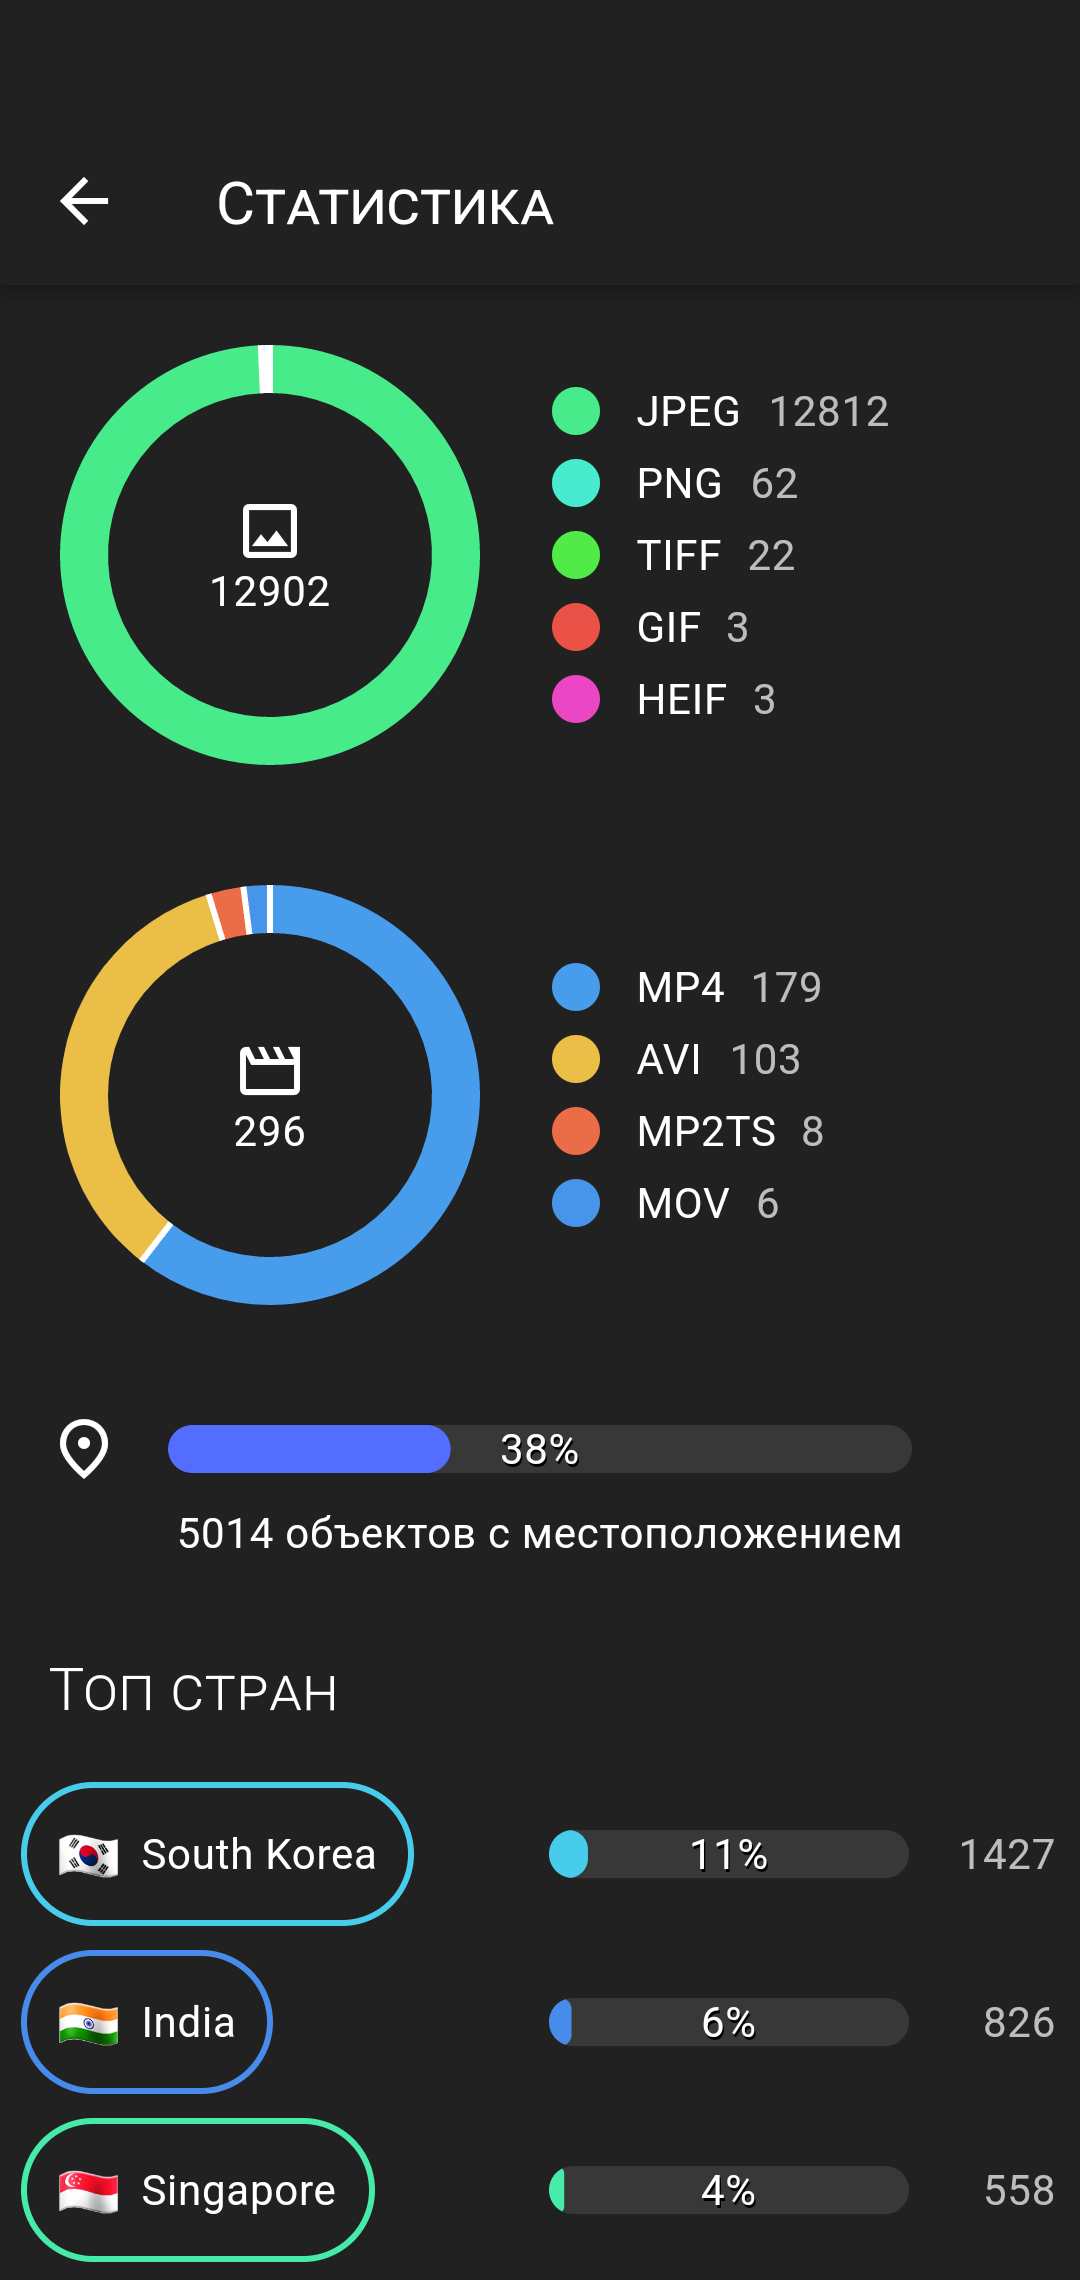 Статистика
12902
JPEG 12812
PNG 62
TIFF 22
GIF 3
HEIF 3
296
MP4 179
AVI 103
MP2TS 8
MOV 6
38%
5014 объектов с местоположением
Топ стран
South Korea 11% 1427
India 6% 826
Singapore 4% 558